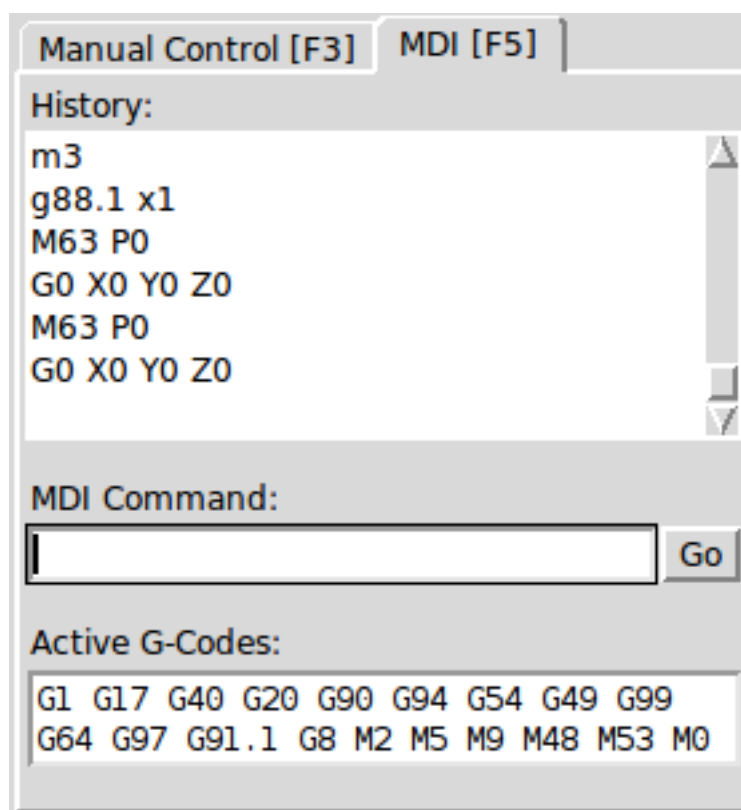 Manual Control [F3] MDI [F5]
History:
m3
g88.1 x1
M63 P0
G0 X0 Y0 Z0
M63 P0
G0 X0 Y0 Z0
MDI Command:
Go
Active G-Codes:
G1 G17 G40 G20 G90 G94 G54 G49 G99
G64 G97 G91.1 G8 M2 M5 M9 M48 M53 M0